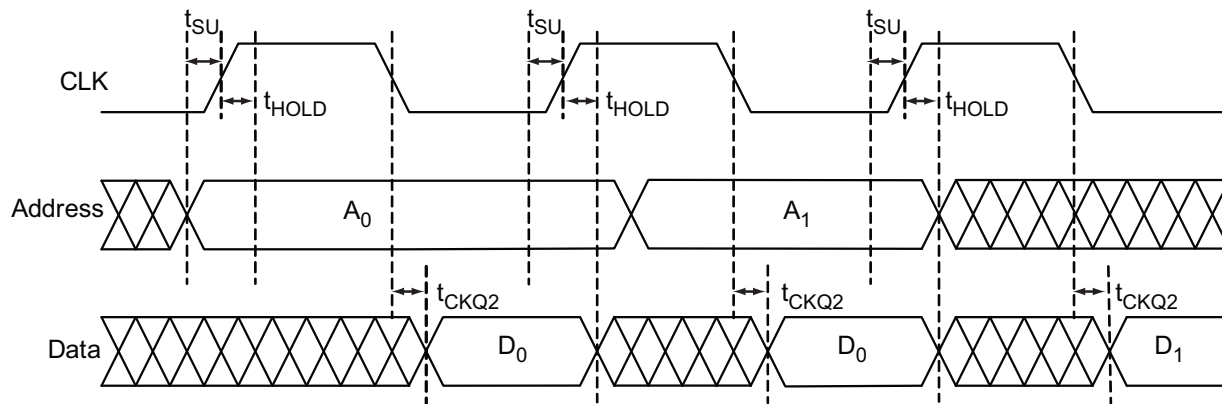 tSU tSU tSU
CLK
tHOLD tHOLD tHOLD
Address A0 A1
tCKQ2 tCKQ2 tCKQ2
Data D0 D0 D1